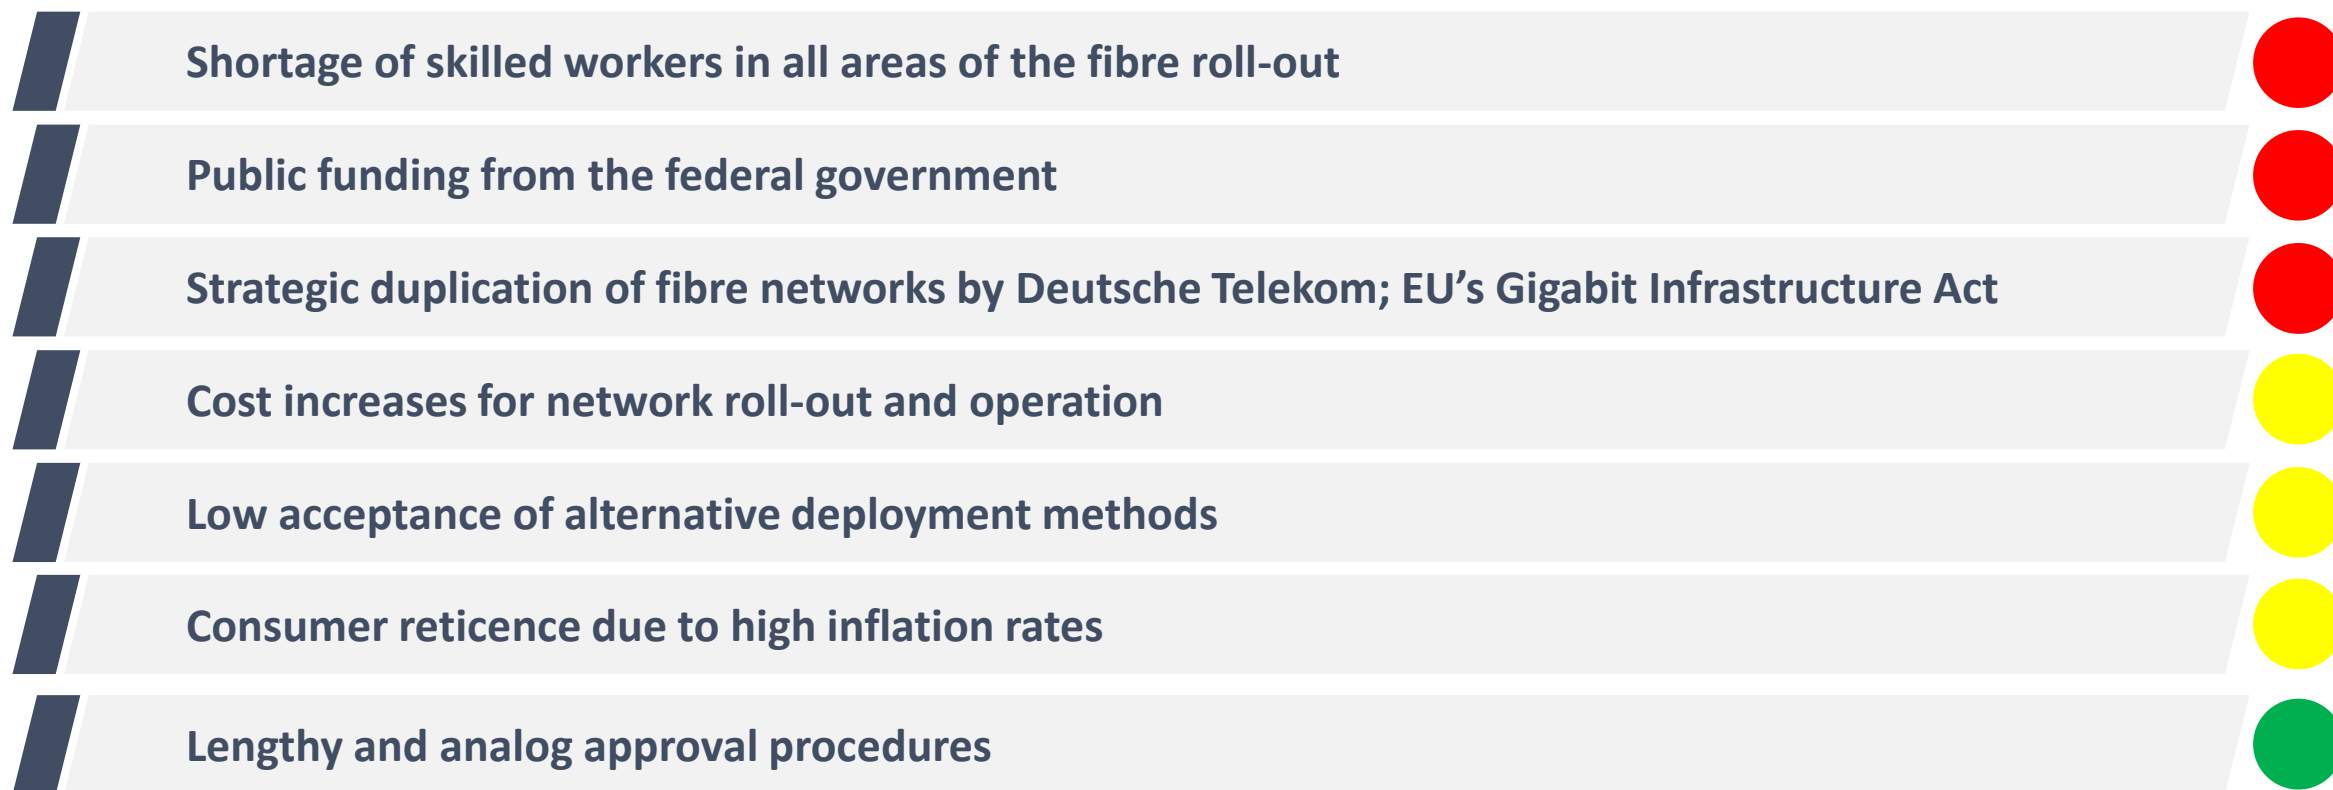 Shortage of skilled workers in all areas of the fibre roll-out
Public funding from the federal government
Strategic duplication of fibre networks by Deutsche Telekom; EU’s Gigabit Infrastructure Act
Cost increases for network roll-out and operation
Low acceptance of alternative deployment methods
Consumer reticence due to high inflation rates
Lengthy and analog approval procedures